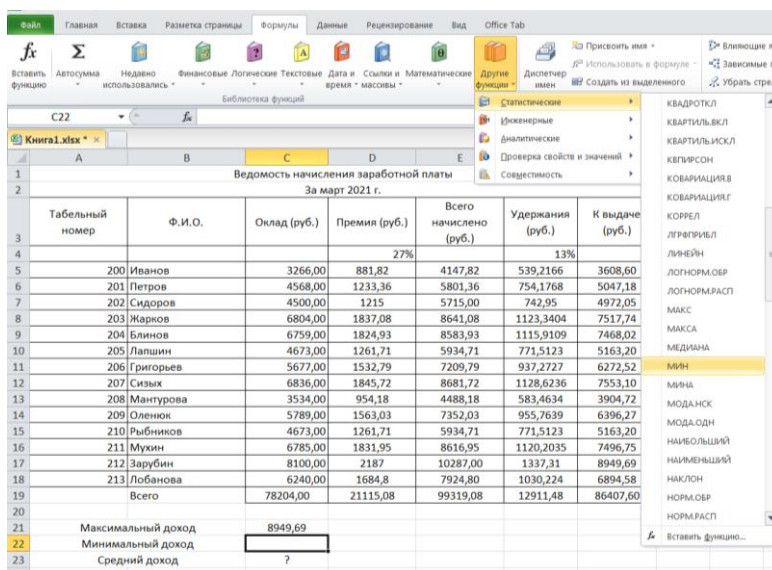 Файл Главная Вставка Разметка страницы Формулы Данные Рецензирование Вид Office Tab
Вставить функцию
Автосумма
Недавно использовались
Финансовые
Логические
Текстовые
Дата и время
Ссылки и массивы
Математические
Другие функции
Диспетчер имен
Присвоить имя
Использовать в формуле
Создать из выделенного
Влияющие
Зависимые
Убрать стре
Библиотека функций
C22 fx
Книга1.xlsx *
A B C D E
1 Ведомость начисления заработной платы
2 За март 2021 г.
3 Табельный номер Ф.И.О. Оклад (руб.) Премия (руб.) Всего начислено (руб.) Удержания (руб.) К выдаче (руб.)
4 27% 13%
5 200 Иванов 3266,00 881,82 4147,82 539,2166 3608,60
6 201 Петров 4568,00 1233,36 5801,36 754,1768 5047,18
7 202 Сидоров 4500,00 1215 5715,00 742,95 4972,05
8 203 Жарков 6804,00 1837,08 8641,08 1123,3404 7517,74
9 204 Блинов 6759,00 1824,93 8583,93 1115,9109 7468,02
10 205 Лапшин 4673,00 1261,71 5934,71 771,5123 5163,20
11 206 Григорьев 5677,00 1532,79 7209,79 937,2727 6272,52
12 207 Сизых 6836,00 1845,72 8681,72 1128,6236 7553,10
13 208 Мантурова 3534,00 954,18 4488,18 583,4634 3904,72
14 209 Оленюк 5789,00 1563,03 7352,03 955,7639 6396,27
15 210 Рыбников 4673,00 1261,71 5934,71 771,5123 5163,20
16 211 Мухин 6785,00 1831,95 8616,95 1120,2035 7496,75
17 212 Зарубин 8100,00 2187 10287,00 1337,31 8949,69
18 213 Лобанова 6240,00 1684,8 7924,80 1030,224 6894,58
19 Всего 78204,00 21115,08 99319,08 12911,48 86407,60
20
21 Максимальный доход 8949,69
22 Минимальный доход
23 Средний доход ?
Статистические
Инженерные
Аналитические
Проверка свойств и значений
Совместимость
КВАДРОТКЛ
КВАРТИЛЬ.ВКЛ
КВАРТИЛЬ.ИСКЛ
КВПИРСОН
КОВАРИАЦИЯ.В
КОВАРИАЦИЯ.Г
КОРРЕЛ
ЛГРФПРИБЛ
ЛИНЕЙН
ЛОГНОРМ.ОБР
ЛОГНОРМ.РАСП
МАКС
МАКСА
МЕДИАНА
МИН
МИНА
МОДА.НСК
МОДА.ОДН
НАИБОЛЬШИЙ
НАИМЕНЬШИЙ
НАКЛОН
НОРМ.ОБР
НОРМ.РАСП
fx Вставить функцию...